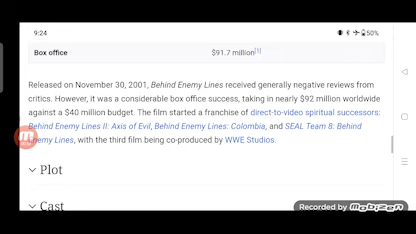 9:24
50%
Box office $91.7 million[1]
Released on November 30, 2001, Behind Enemy Lines received generally negative reviews from
critics. However, it was a considerable box office success, taking in nearly $92 million worldwide
against a $40 million budget. The film started a franchise of direct-to-video spiritual successors:
Behind Enemy Lines II: Axis of Evil, Behind Enemy Lines: Colombia, and SEAL Team 8: Behind
Enemy Lines, with the third film being co-produced by WWE Studios.
Plot
Cast
Recorded by Mobizen